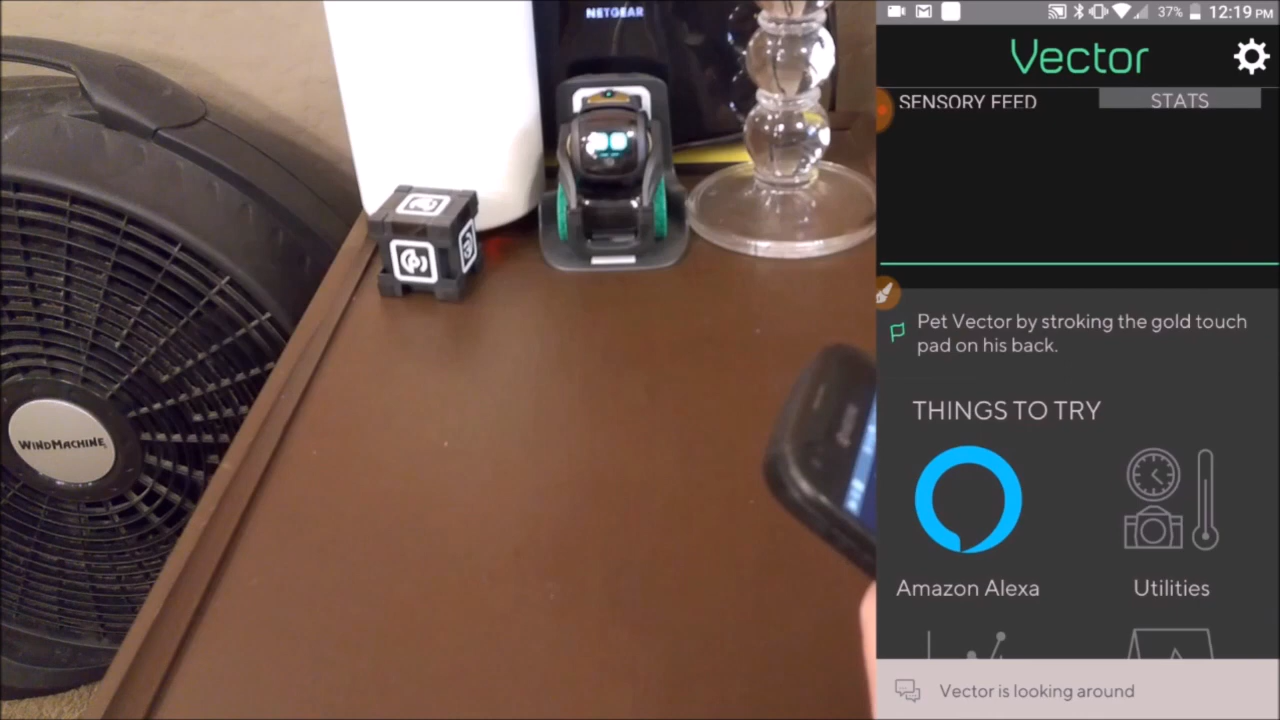 NETGEAR
WINDMACHINE
37% 12:19 PM
Vector
SENSORY FEED
STATS
Pet Vector by stroking the gold touch
pad on his back.
THINGS TO TRY
Amazon Alexa
Utilities
Vector is looking around